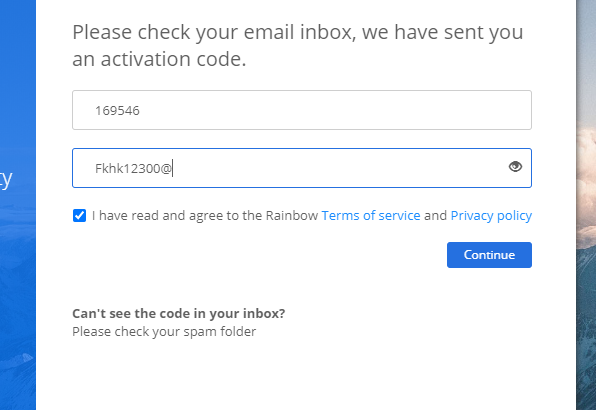 Please check your email inbox, we have sent you
an activation code.
169546
ty
Fkhk12300@
I have read and agree to the Rainbow Terms of service and Privacy policy
Continue
Can't see the code in your inbox?
Please check your spam folder